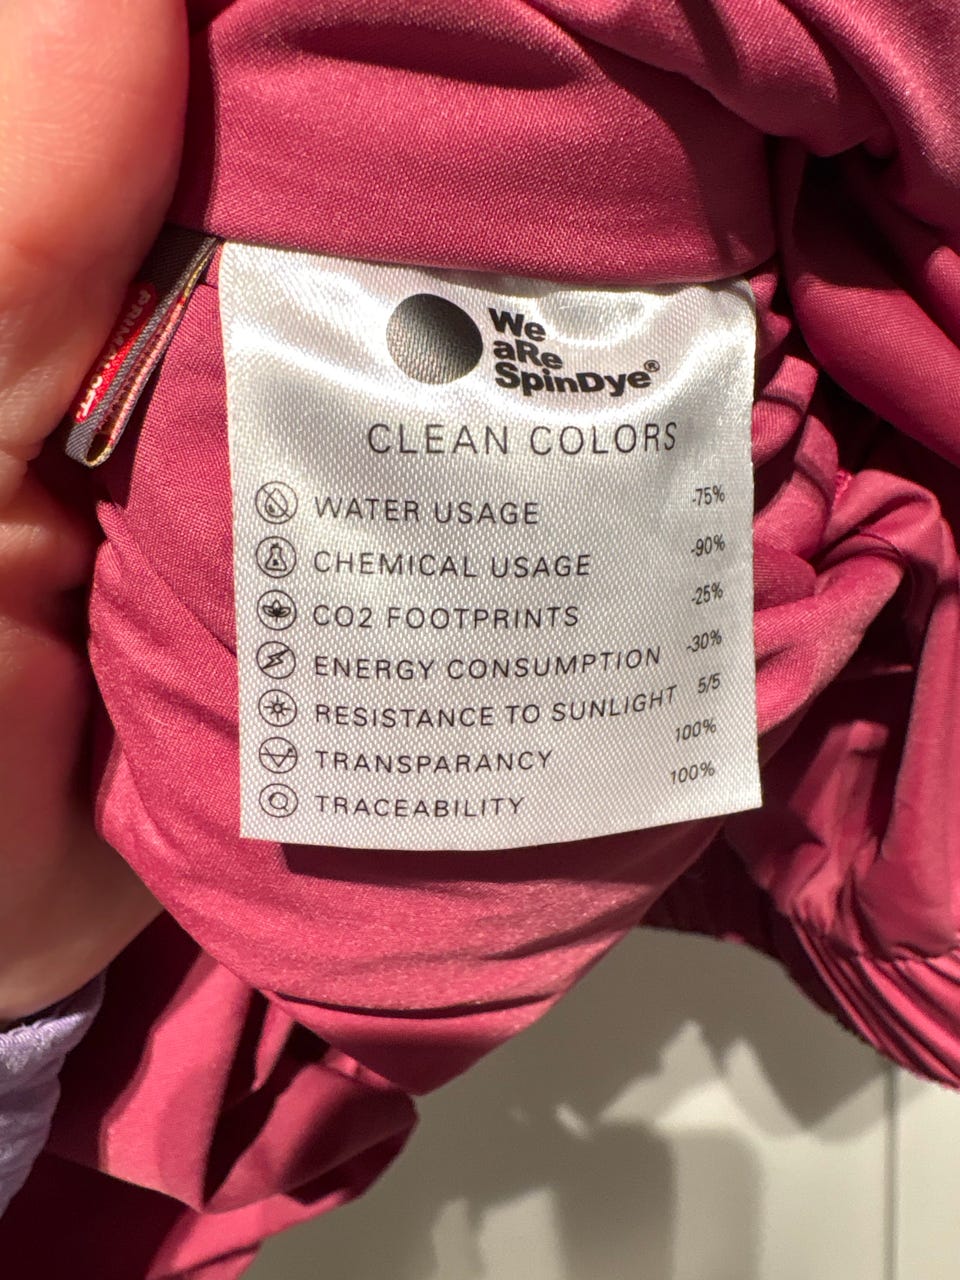 We
aRe
SpinDye®
CLEAN COLORS
WATER USAGE -75%
CHEMICAL USAGE -90%
CO2 FOOTPRINTS -25%
ENERGY CONSUMPTION -30%
RESISTANCE TO SUNLIGHT 5/5
TRANSPARANCY 100%
TRACEABILITY 100%